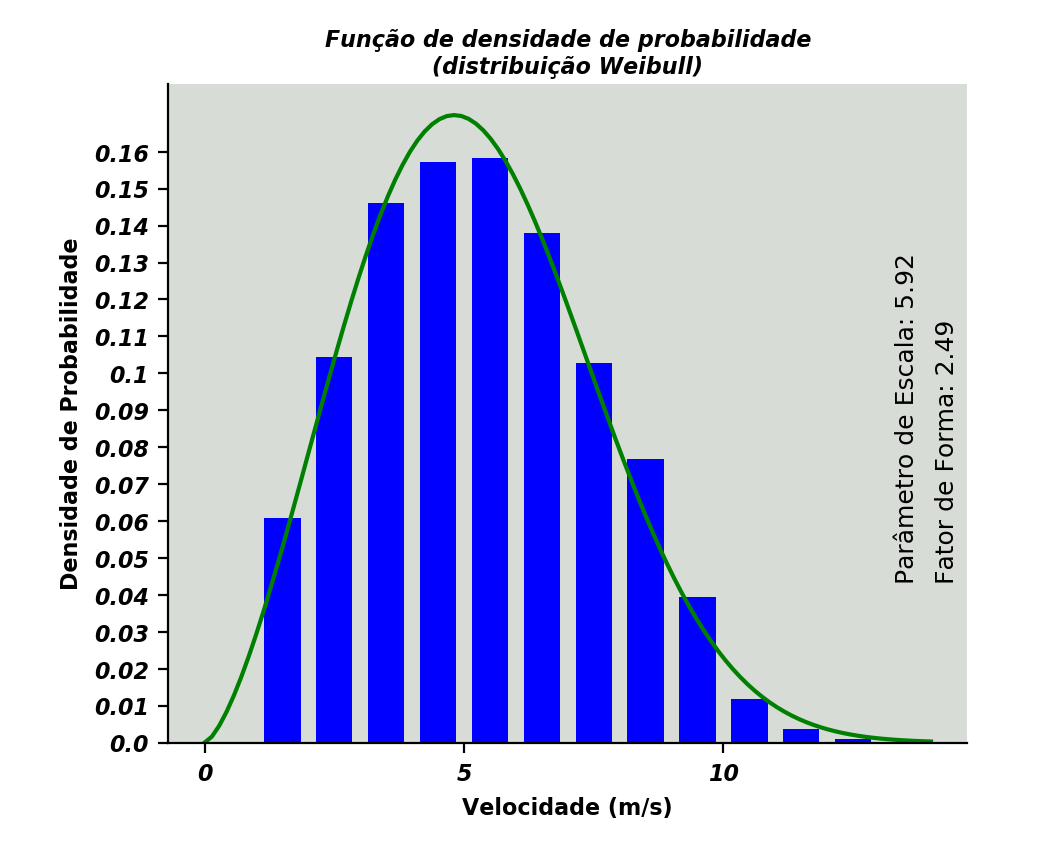 Função de densidade de probabilidade
(distribuição Weibull)
Densidade de Probabilidade
0.16
0.15
0.14
0.13
0.12
0.11
0.1
0.09
0.08
0.07
0.06
0.05
0.04
0.03
0.02
0.01
0.0
Parâmetro de Escala: 5.92
Fator de Forma: 2.49
0 5 10
Velocidade (m/s)